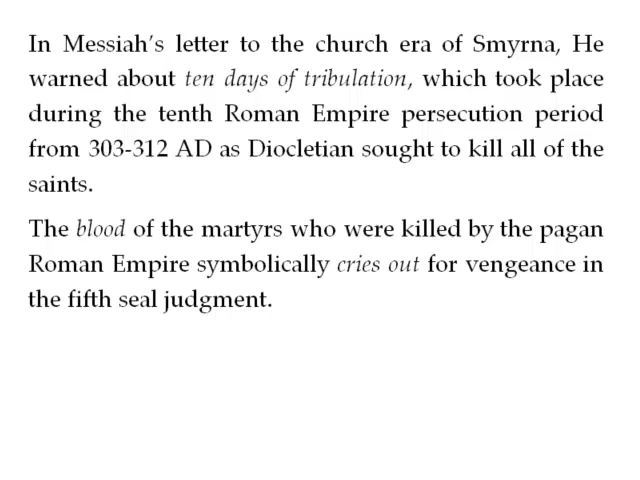 In Messiah's letter to the church era of Smyrna, He
warned about ten days of tribulation, which took place
during the tenth Roman Empire persecution period
from 303-312 AD as Diocletian sought to kill all of the
saints.
The blood of the martyrs who were killed by the pagan
Roman Empire symbolically cries out for vengeance in
the fifth seal judgment.